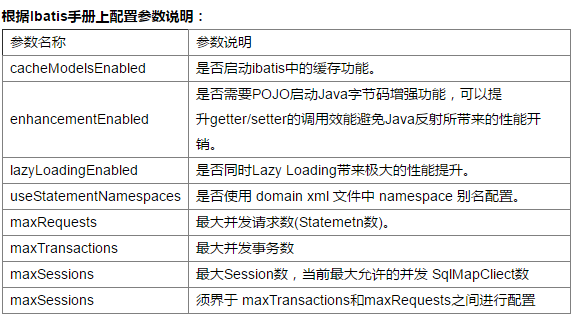 根据Ibatis手册上配置参数说明：
参数名称 参数说明
cacheModelsEnabled 是否启动ibatis中的缓存功能。
enhancementEnabled 是否需要POJO启动Java字节码增强功能，可以提
升getter/setter的调用效能避免Java反射所带来的性能开
销。
lazyLoadingEnabled 是否同时Lazy Loading带来极大的性能提升。
useStatementNamespaces 是否使用 domain xml 文件中 namespace 别名配置。
maxRequests 最大并发请求数(Statemetn数)。
maxTransactions 最大并发事务数
maxSessions 最大Session数，当前最大允许的并发 SqlMapCliect数
maxSessions 须界于 maxTransactions和maxRequests之间进行配置